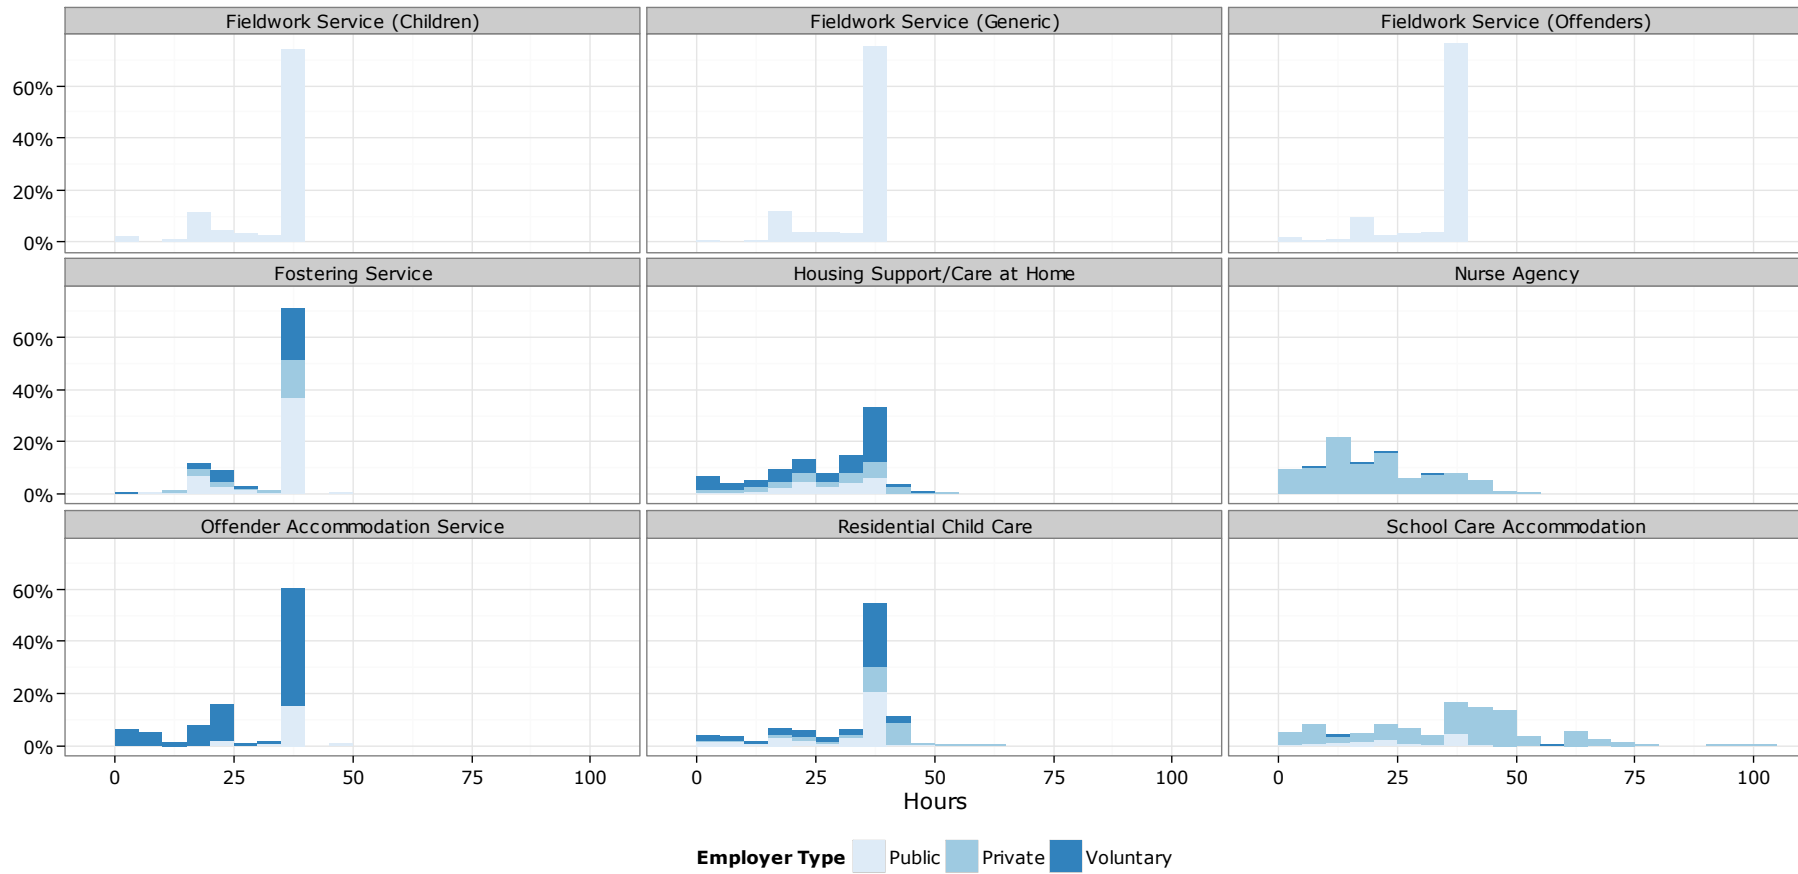 Fieldwork Service (Children) Fieldwork Service (Generic) Fieldwork Service (Offenders)
60%
40%
20%
0%
Fostering Service Housing Support/Care at Home Nurse Agency
60%
40%
20%
0%
Offender Accommodation Service Residential Child Care School Care Accommodation
60%
40%
20%
0%
0 25 50 75 100 0 25 50 75 100 0 25 50 75 100
Hours
Employer Type Public Private Voluntary